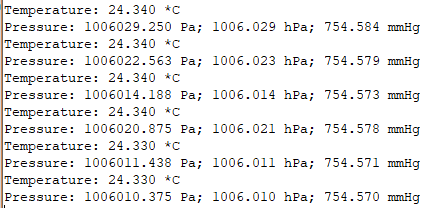 Temperature: 24.340 *C
Pressure: 1006029.250 Pa; 1006.029 hPa; 754.584 mmHg
Temperature: 24.340 *C
Pressure: 1006022.563 Pa; 1006.023 hPa; 754.579 mmHg
Temperature: 24.340 *C
Pressure: 1006014.188 Pa; 1006.014 hPa; 754.573 mmHg
Temperature: 24.340 *C
Pressure: 1006020.875 Pa; 1006.021 hPa; 754.578 mmHg
Temperature: 24.330 *C
Pressure: 1006011.438 Pa; 1006.011 hPa; 754.571 mmHg
Temperature: 24.330 *C
Pressure: 1006010.375 Pa; 1006.010 hPa; 754.570 mmHg